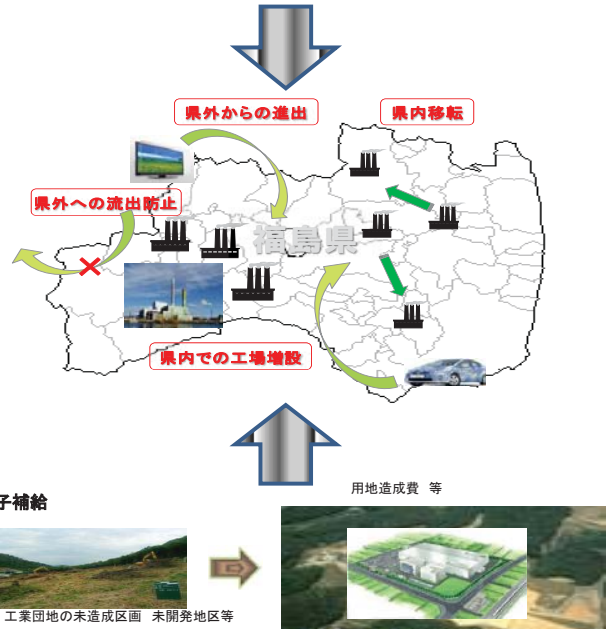 県外からの進出
県内移転
県外への流出防止
福島県
県内での工場増設
用地造成費 等
子補給
工業団地の未造成区画 未開発地区等